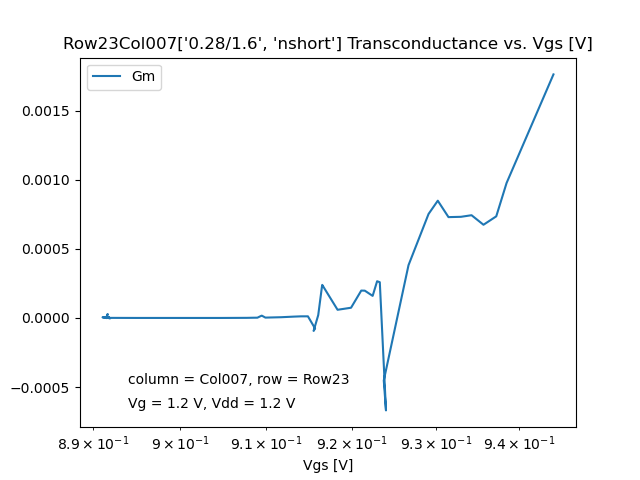 Row23Col007['0.28/1.6', 'nshort'] Transconductance vs. Vgs [V]
Gm
0.0015
0.0010
0.0005
0.0000
−0.0005
column = Col007, row = Row23
Vg = 1.2 V, Vdd = 1.2 V
8.9 × 10⁻¹ 9 × 10⁻¹ 9.1 × 10⁻¹ 9.2 × 10⁻¹ 9.3 × 10⁻¹ 9.4 × 10⁻¹
Vgs [V]